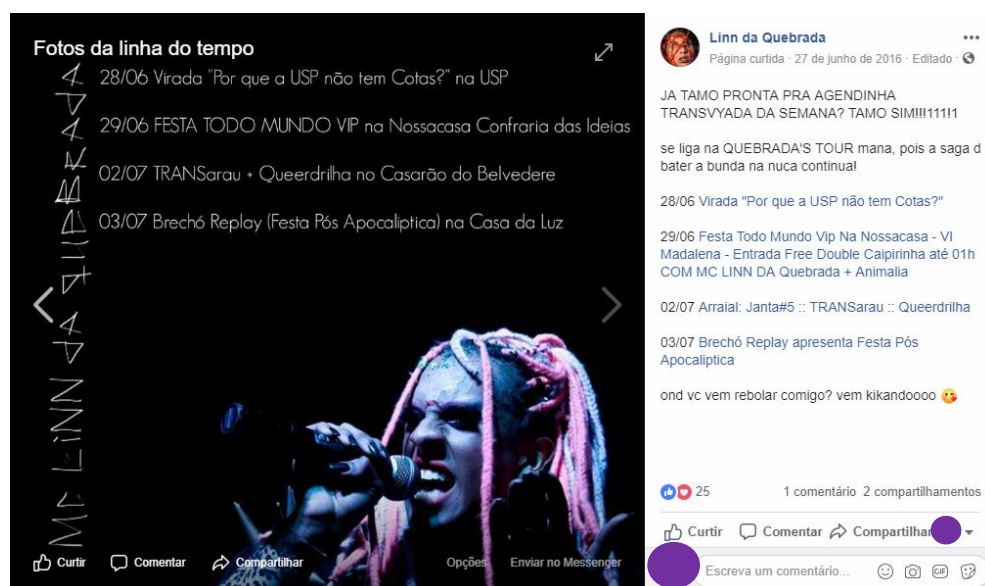 Fotos da linha do tempo
28/06 Virada "Por que a USP não tem Cotas?" na USP
29/06 FESTA TODO MUNDO VIP na Nossacasa Confraria das Ideias
02/07 TRANSarau + Queerdrilha no Casarão do Belvedere
03/07 Brechó Replay (Festa Pós Apocaliptica) na Casa da Luz
MC LINN DA QUEBRADA
Curtir Comentar Compartilhar Opções Enviar no Messenger
Linn da Quebrada
Página curtida · 27 de junho de 2016 · Editado ·
JA TAMO PRONTA PRA AGENDINHA
TRANSVYADA DA SEMANA? TAMO SIM!!!111!1
se liga na QUEBRADA'S TOUR mana, pois a saga d
bater a bunda na nuca continua!
28/06 Virada "Por que a USP não tem Cotas?"
29/06 Festa Todo Mundo Vip Na Nossacasa - VI
Madalena - Entrada Free Double Caipirinha até 01h
COM MC LINN DA Quebrada + Animalia
02/07 Arraial: Janta#5 :: TRANSarau :: Queerdrilha
03/07 Brechó Replay apresenta Festa Pós
Apocaliptica
ond vc vem rebolar comigo? vem kikandoooo 😘
25 1 comentário 2 compartilhamentos
Curtir Comentar Compartilhar
Escreva um comentário... GIF